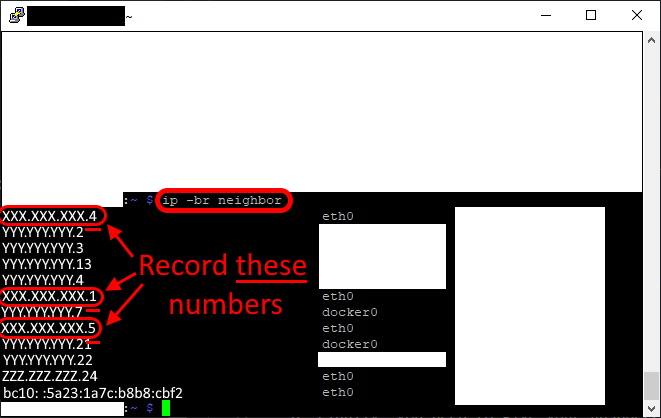 ~
:~ $ ip -br neighbor
XXX.XXX.XXX.4 eth0
YYY.YYY.YYY.2
YYY.YYY.YYY.3
YYY.YYY.YYY.13
YYY.YYY.YYY.4
XXX.XXX.XXX.1 eth0
YYY.YYY.YYY.7 docker0
XXX.XXX.XXX.5 eth0
YYY.YYY.YYY.21 docker0
YYY.YYY.YYY.22
ZZZ.ZZZ.ZZZ.24 eth0
bc10: :5a23:1a7c:b8b8:cbf2 eth0
:~ $
Record these
numbers